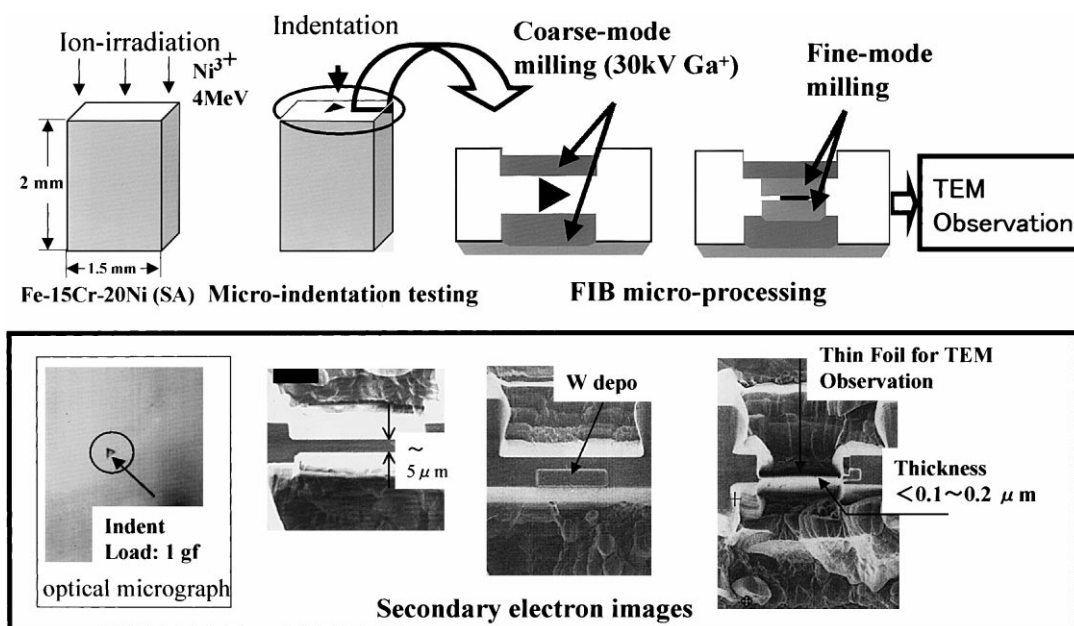 Ion-irradiation
Ni3+
4MeV
2 mm
1.5 mm
Fe-15Cr-20Ni (SA)
Indentation
Micro-indentation testing
Coarse-mode
milling (30kV Ga+)
Fine-mode
milling
FIB micro-processing
TEM
Observation
Indent
Load: 1 gf
optical micrograph
~
5 μm
W depo
Thin Foil for TEM
Observation
Thickness
<0.1~0.2 μm
Secondary electron images